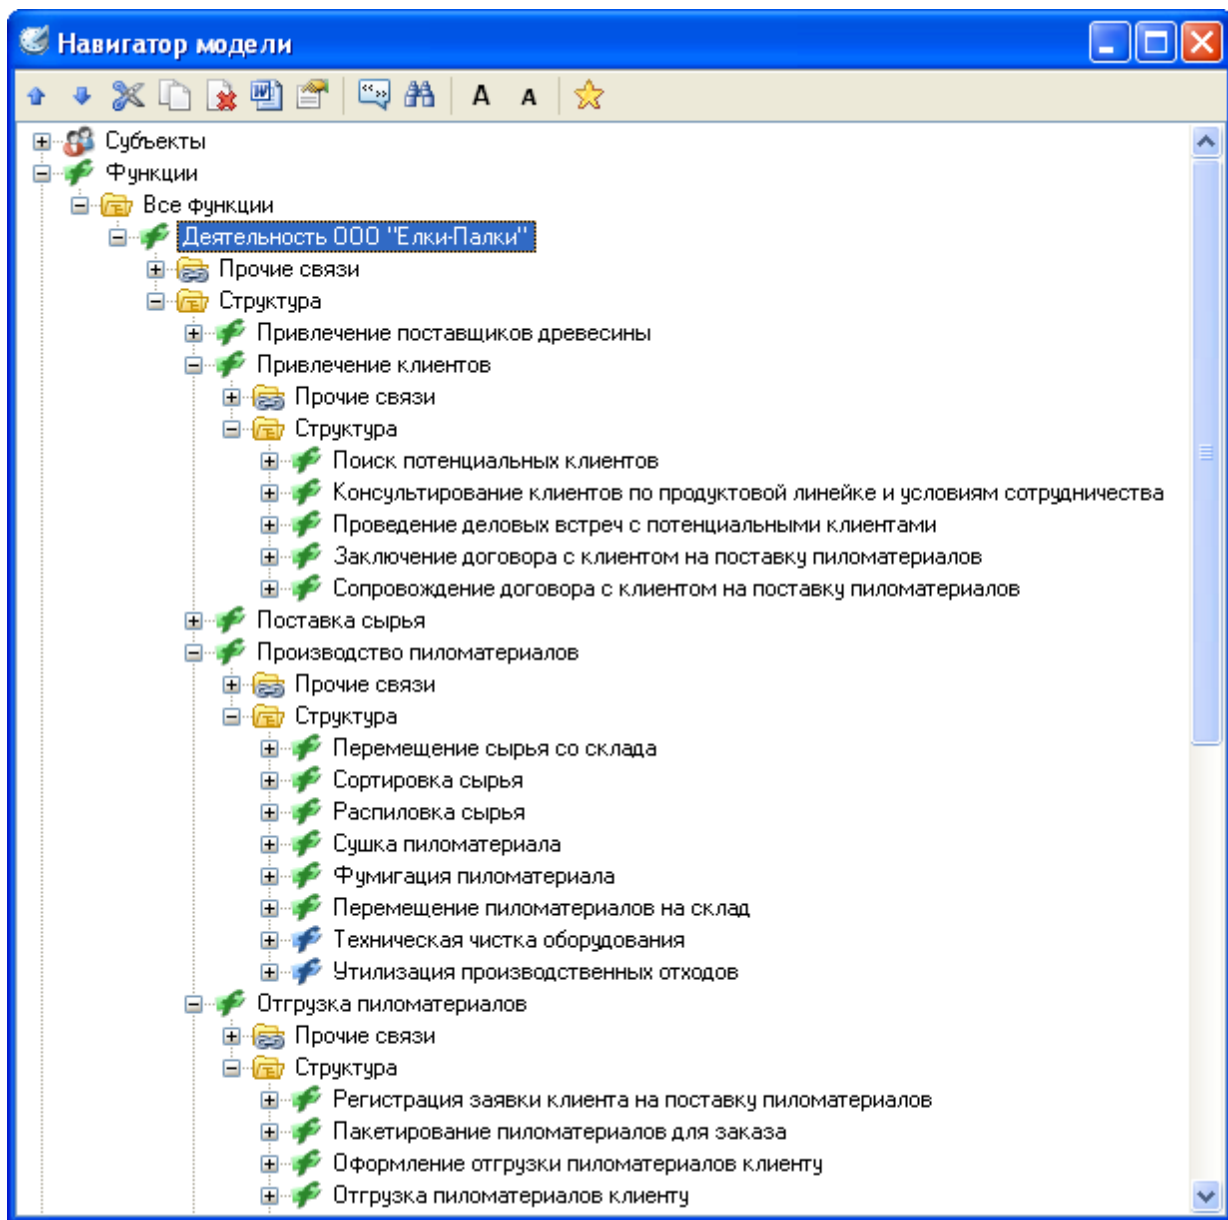 Навигатор модели
A A
Субъекты
Функции
Все функции
Деятельность ООО "Елки-Палки"
Прочие связи
Структура
Привлечение поставщиков древесины
Привлечение клиентов
Прочие связи
Структура
Поиск потенциальных клиентов
Консультирование клиентов по продуктовой линейке и условиям сотрудничества
Проведение деловых встреч с потенциальными клиентами
Заключение договора с клиентом на поставку пиломатериалов
Сопровождение договора с клиентом на поставку пиломатериалов
Поставка сырья
Производство пиломатериалов
Прочие связи
Структура
Перемещение сырья со склада
Сортировка сырья
Распиловка сырья
Сушка пиломатериала
Фумигация пиломатериала
Перемещение пиломатериалов на склад
Техническая чистка оборудования
Утилизация производственных отходов
Отгрузка пиломатериалов
Прочие связи
Структура
Регистрация заявки клиента на поставку пиломатериалов
Пакетирование пиломатериалов для заказа
Оформление отгрузки пиломатериалов клиенту
Отгрузка пиломатериалов клиенту